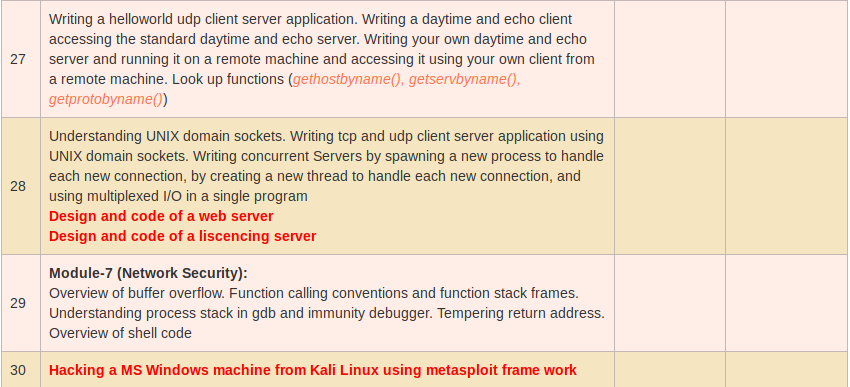 27
Writing a helloworld udp client server application. Writing a daytime and echo client
accessing the standard daytime and echo server. Writing your own daytime and echo
server and running it on a remote machine and accessing it using your own client from
a remote machine. Look up functions (gethostbyname(), getservbyname(),
getprotobyname())
28
Understanding UNIX domain sockets. Writing tcp and udp client server application using
UNIX domain sockets. Writing concurrent Servers by spawning a new process to handle
each new connection, by creating a new thread to handle each new connection, and
using multiplexed I/O in a single program
Design and code of a web server
Design and code of a liscencing server
29
Module-7 (Network Security):
Overview of buffer overflow. Function calling conventions and function stack frames.
Understanding process stack in gdb and immunity debugger. Tempering return address.
Overview of shell code
30
Hacking a MS Windows machine from Kali Linux using metasploit frame work